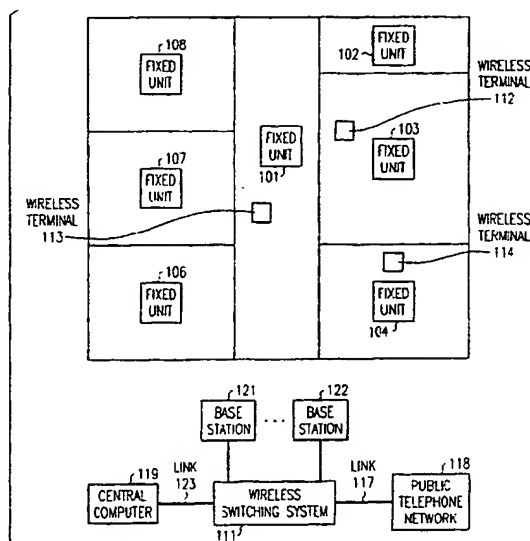 108
FIXED
UNIT
102
FIXED
UNIT
WIRELESS
TERMINAL
112
107
FIXED
UNIT
FIXED
UNIT
101
103
FIXED
UNIT
WIRELESS
TERMINAL
113
WIRELESS
TERMINAL
114
106
FIXED
UNIT
FIXED
UNIT
104
121
BASE
STATION
...
122
BASE
STATION
119
CENTRAL
COMPUTER
LINK
123
WIRELESS
SWITCHING SYSTEM
111
LINK
117
118
PUBLIC
TELEPHONE
NETWORK